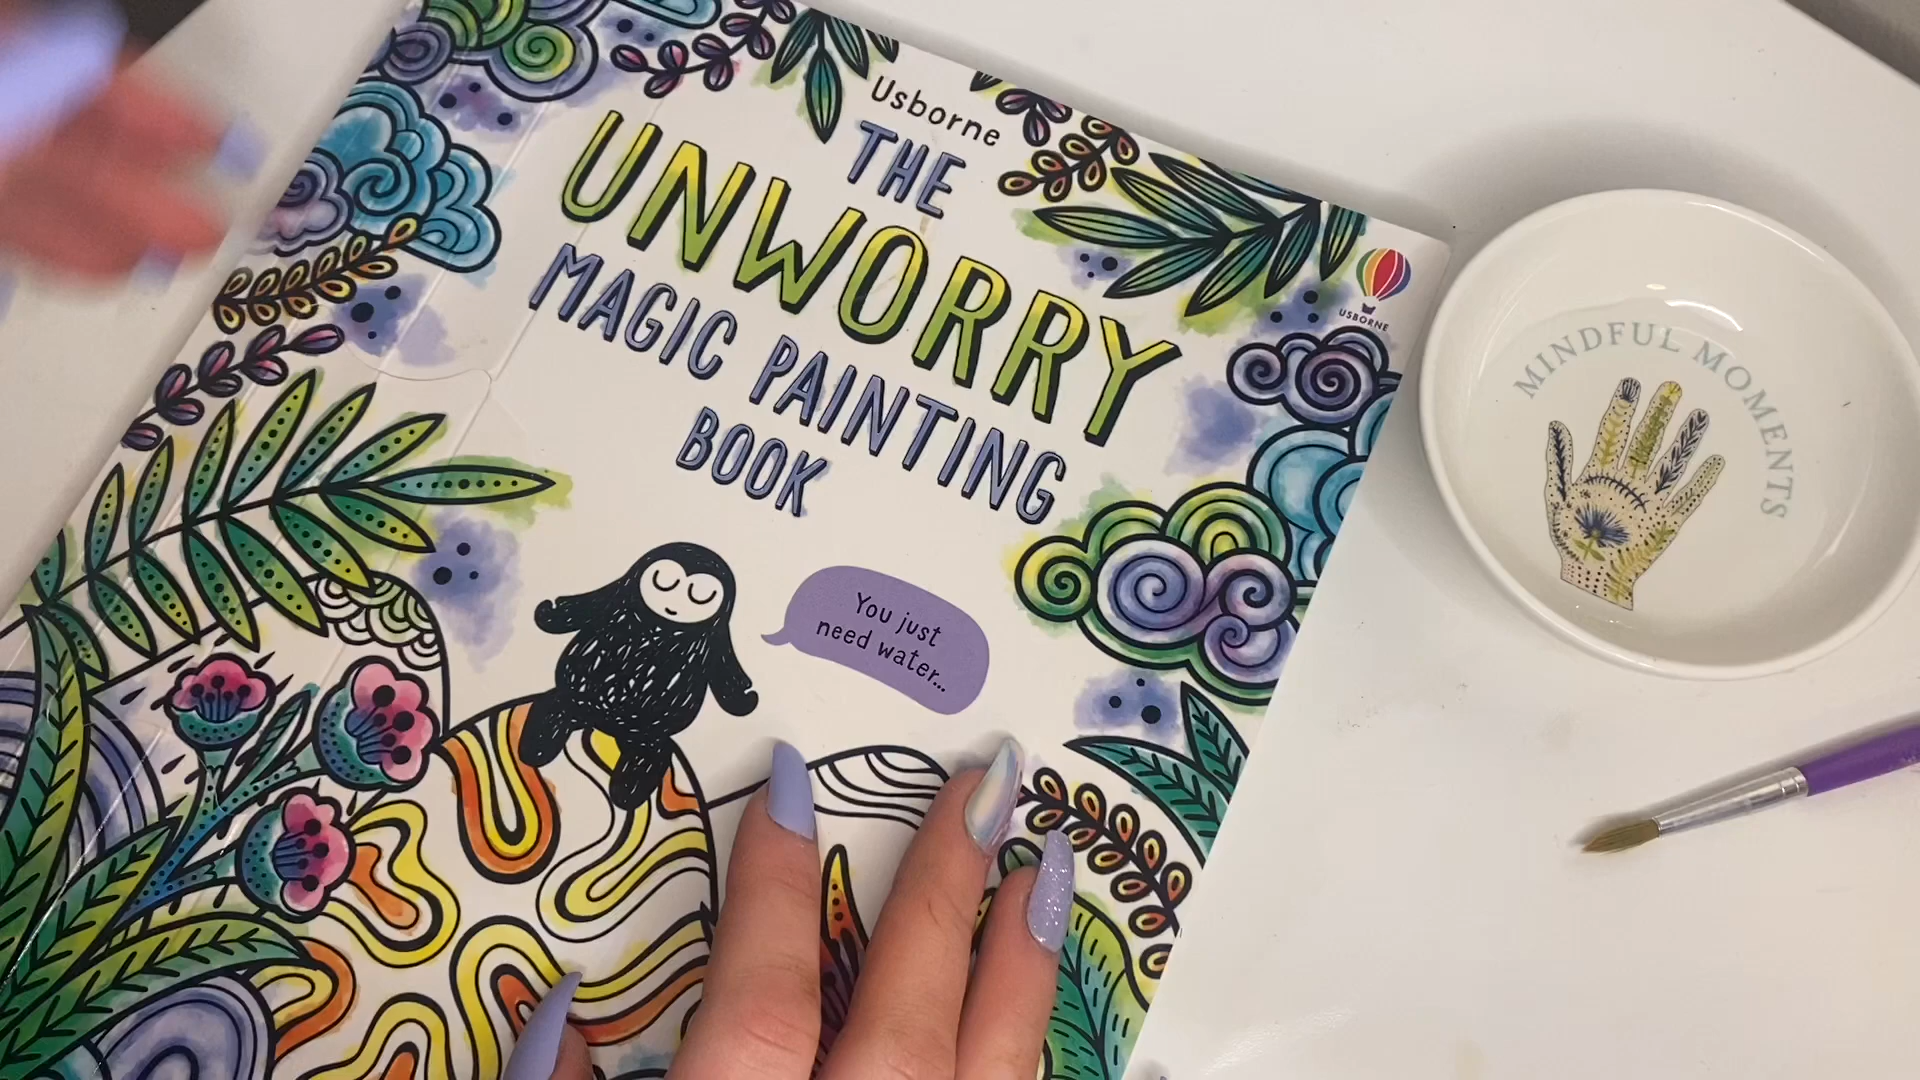 Usborne
THE
UNWORRY
MAGIC PAINTING
BOOK
USBORNE
You just
need water...
MINDFUL MOMENTS